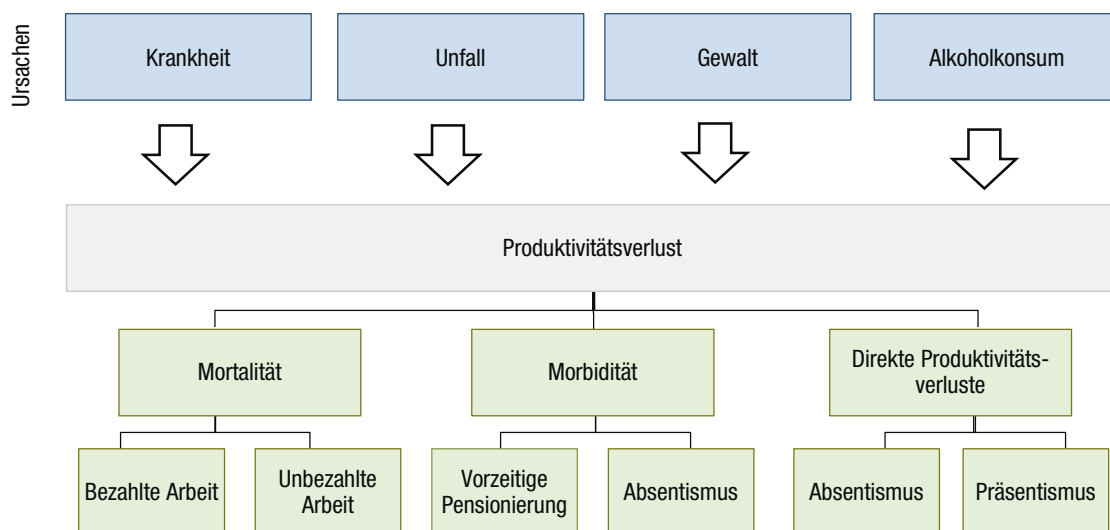 Ursachen
Krankheit
Unfall
Gewalt
Alkoholkonsum
Produktivitätsverlust
Mortalität
Morbidität
Direkte Produktivitäts-
verluste
Bezahlte Arbeit
Unbezahlte
Arbeit
Vorzeitige
Pensionierung
Absentismus
Absentismus
Präsentismus